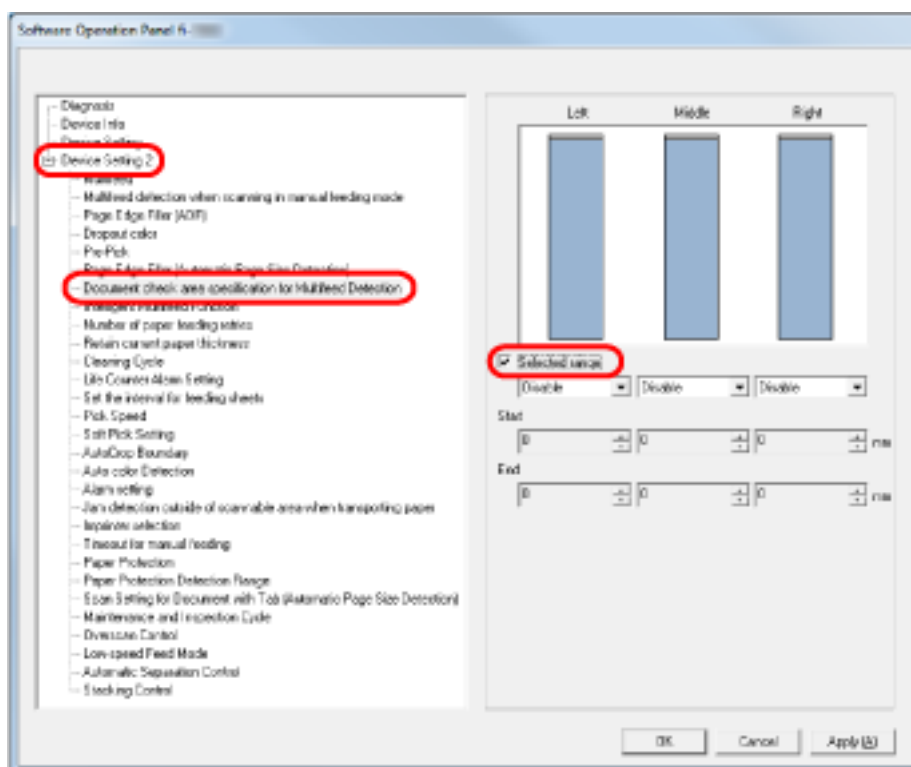 Software Operation Panel fi-
Diagnosis
Device Info
Device Setting
Device Setting 2
Multifeed
Multifeed detection when scanning in manual feeding mode
Page Edge Filler (ADF)
Dropout color
Pre-Pick
Page Edge Filler (Automatic Page Size Detection)
Document check area specification for Multifeed Detection
Intelligent Multifeed Function
Number of paper feeding retries
Retain current paper thickness
Cleaning Cycle
Life Counter Alarm Setting
Set the interval for feeding sheets
Pick Speed
Soft Pick Setting
AutoCrop Boundary
Auto color Detection
Alarm setting
Jam detection outside of scannable area when transporting paper
Imprinter selection
Timeout for manual feeding
Paper Protection
Paper Protection Detection Range
Scan Setting for Document with Tab (Automatic Page Size Detection)
Maintenance and Inspection Cycle
Overscan Control
Low-speed Feed Mode
Automatic Separation Control
Stacking Control
Left Middle Right
Selected range
Disable Disable Disable
Start
0 0 0 mm
End
0 0 0 mm
OK Cancel Apply (A)